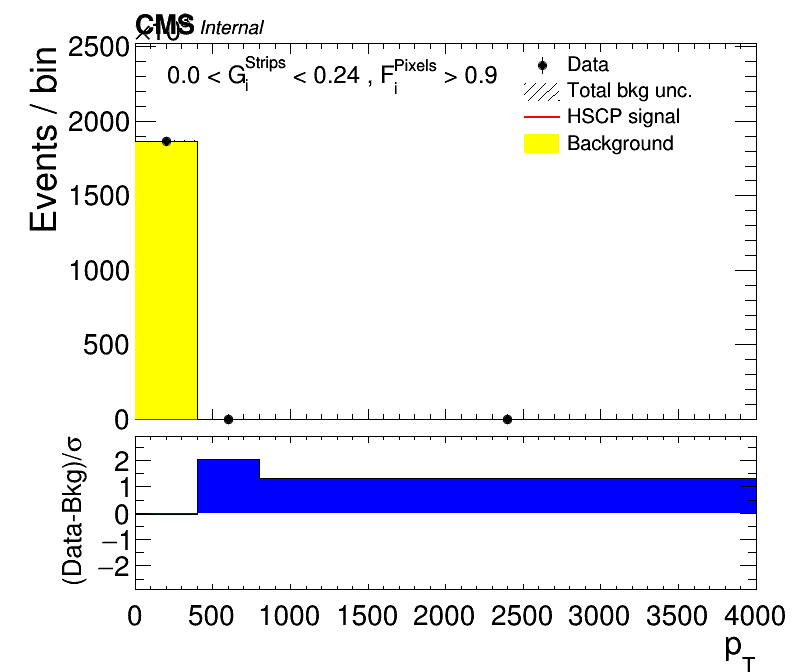 CMS Internal
×10³
0.0 < G_i^Strips < 0.24 , F_i^Pixels > 0.9
Data
Total bkg unc.
HSCP signal
Background
Events / bin
2500
2000
1500
1000
500
0
(Data-Bkg)/σ
2
1
0
−1
−2
0 500 1000 1500 2000 2500 3000 3500 4000
p_T